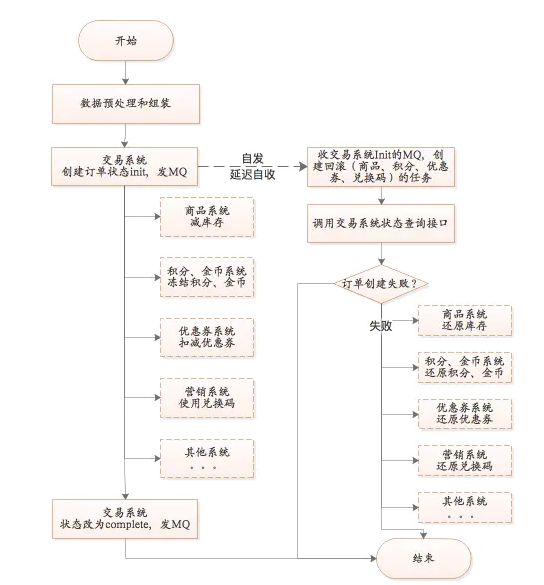 开始
数据预处理和组装
交易系统
创建订单状态init，发MQ
自发
延迟自收
收交易系统Init的MQ，创
建回滚（商品、积分、优惠
券、兑换码）的任务
商品系统
减库存
调用交易系统状态查询接口
积分、金币系统
冻结积分、金币
订单创建失败？
失败
商品系统
还原库存
优惠券系统
扣减优惠券
积分、金币系统
还原积分、金币
营销系统
使用兑换码
优惠券系统
还原优惠券
其他系统
。。。
营销系统
还原兑换码
交易系统
状态改为complete，发MQ
其他系统
。。。
结束